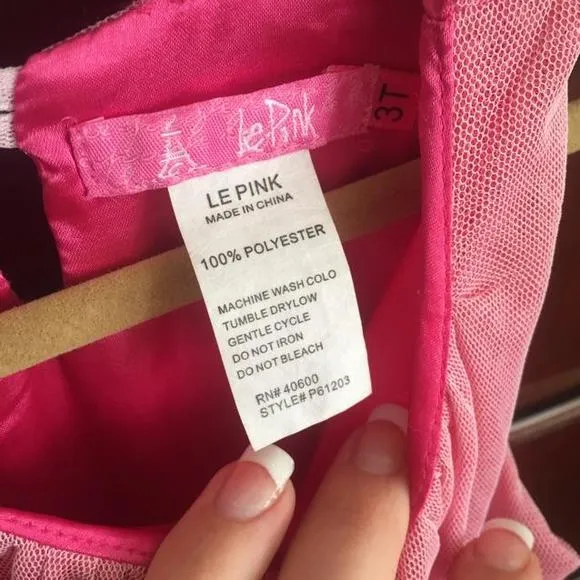 Le Pink
3T
LE PINK
MADE IN CHINA
100% POLYESTER
MACHINE WASH COLO
TUMBLE DRYLOW
GENTLE CYCLE
DO NOT IRON
DO NOT BLEACH
RN# 40600
STYLE# P61203